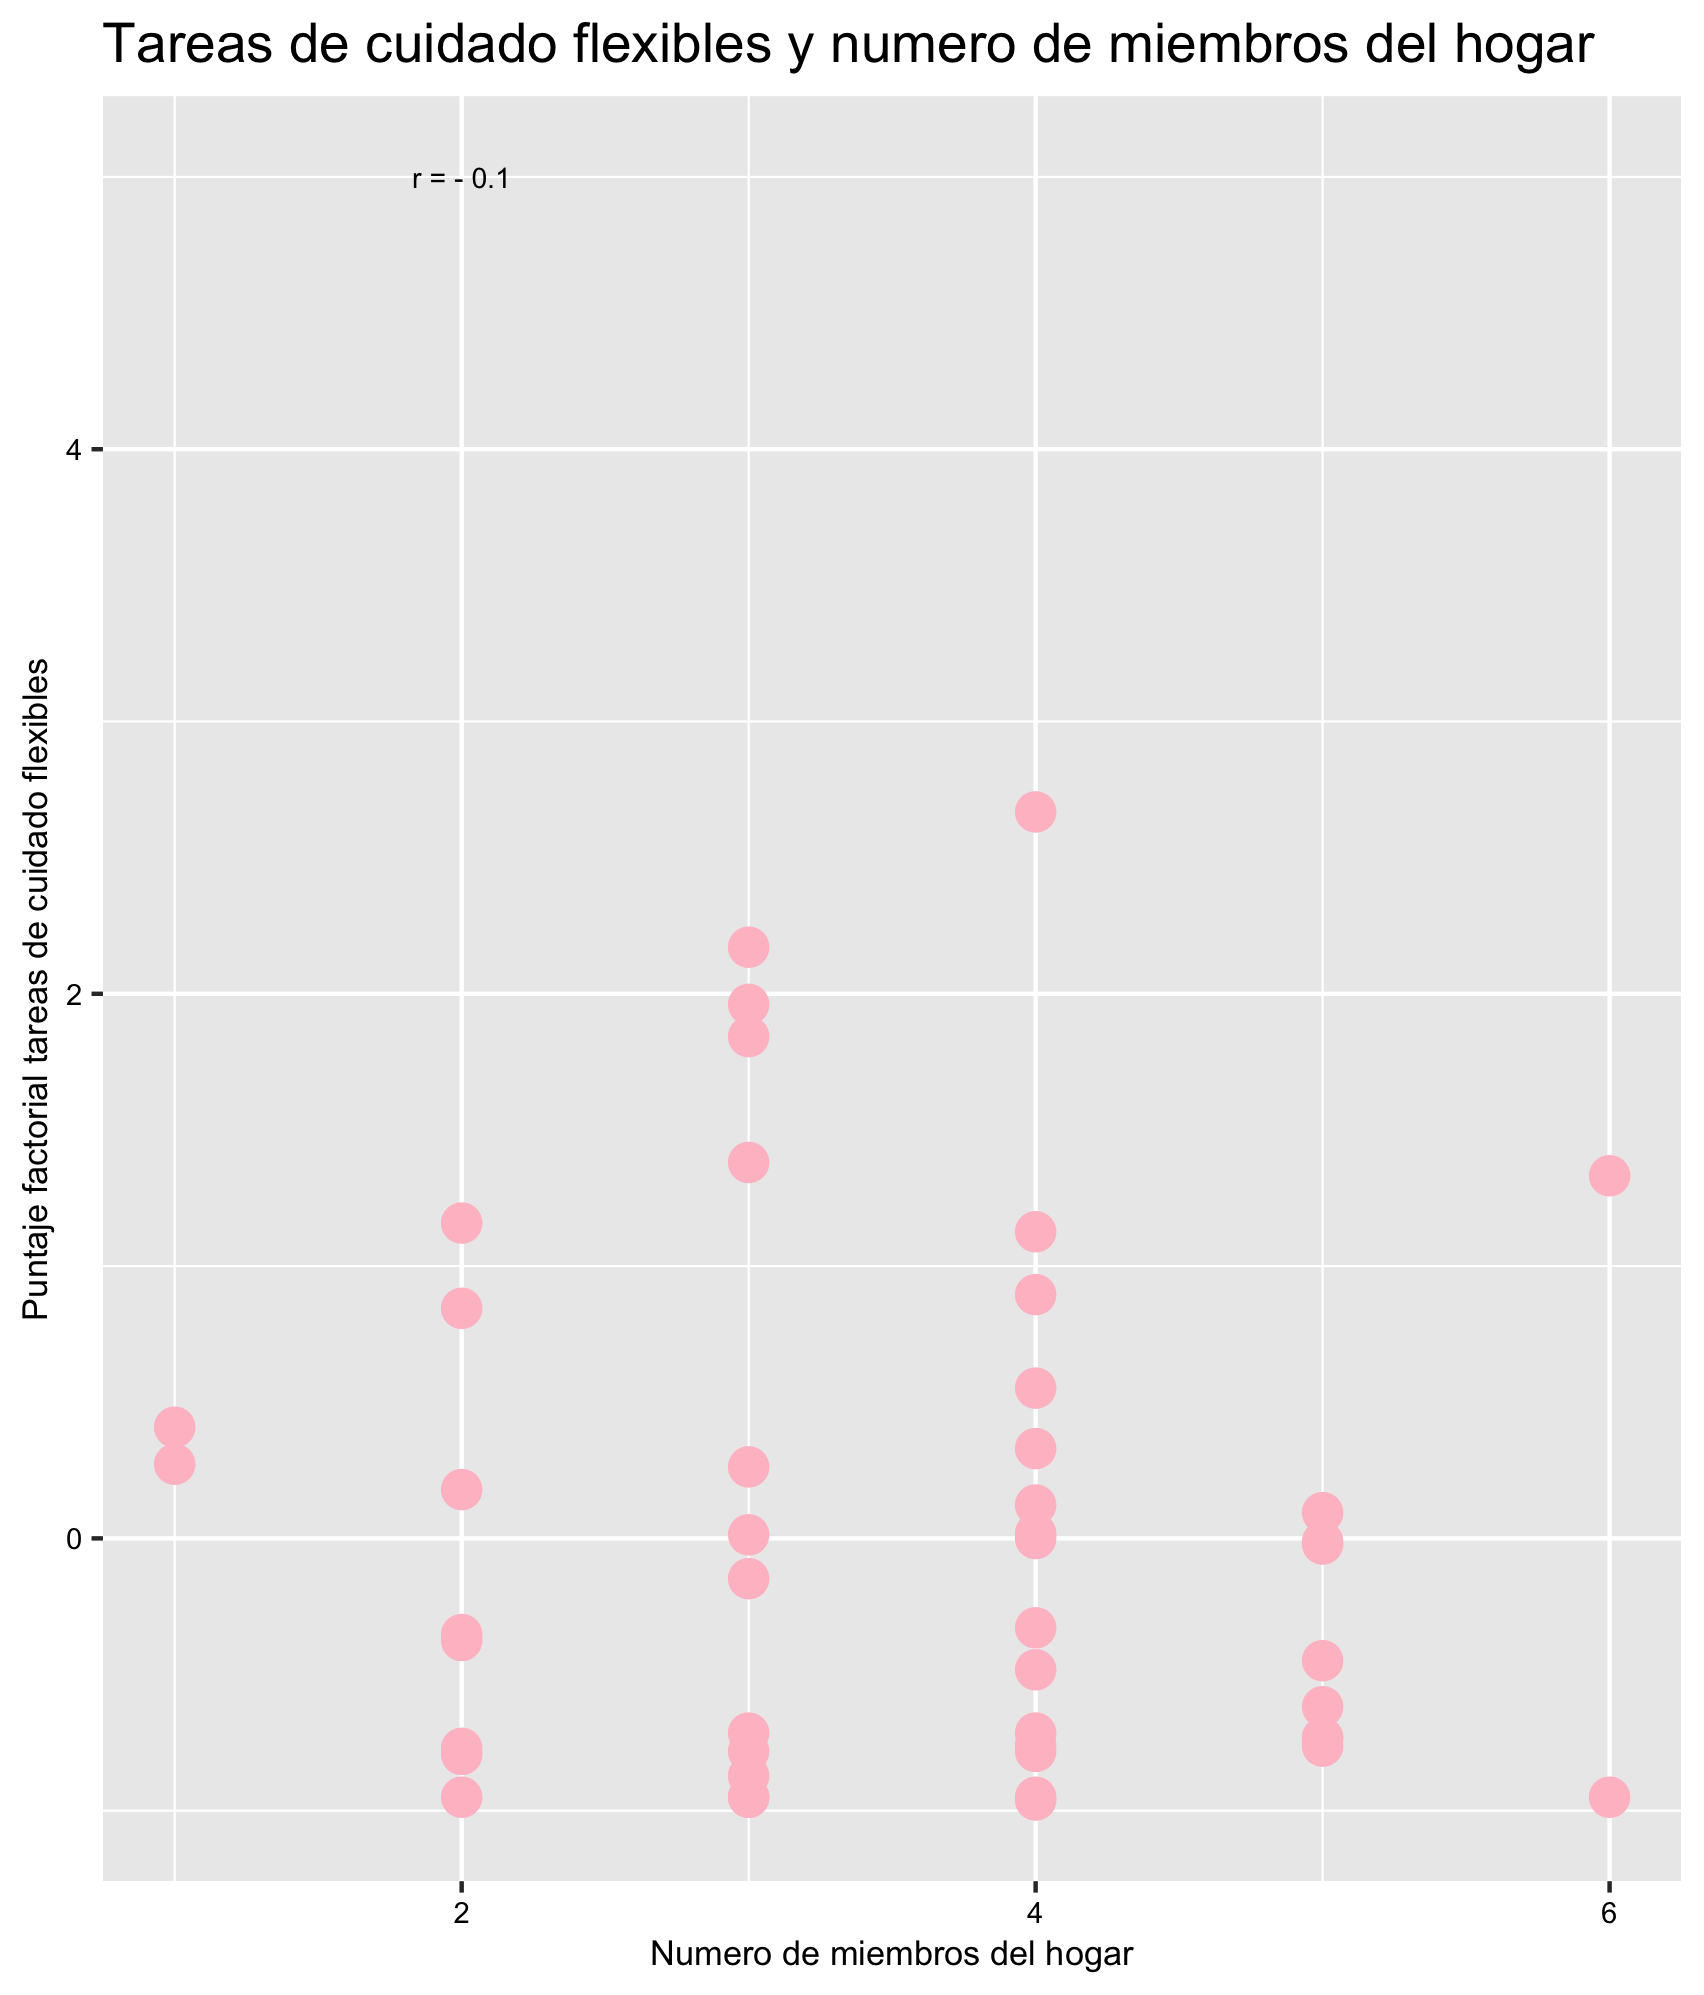 Tareas de cuidado flexibles y numero de miembros del hogar
r = - 0.1
Puntaje factorial tareas de cuidado flexibles
4
2
0
2
4
6
Numero de miembros del hogar